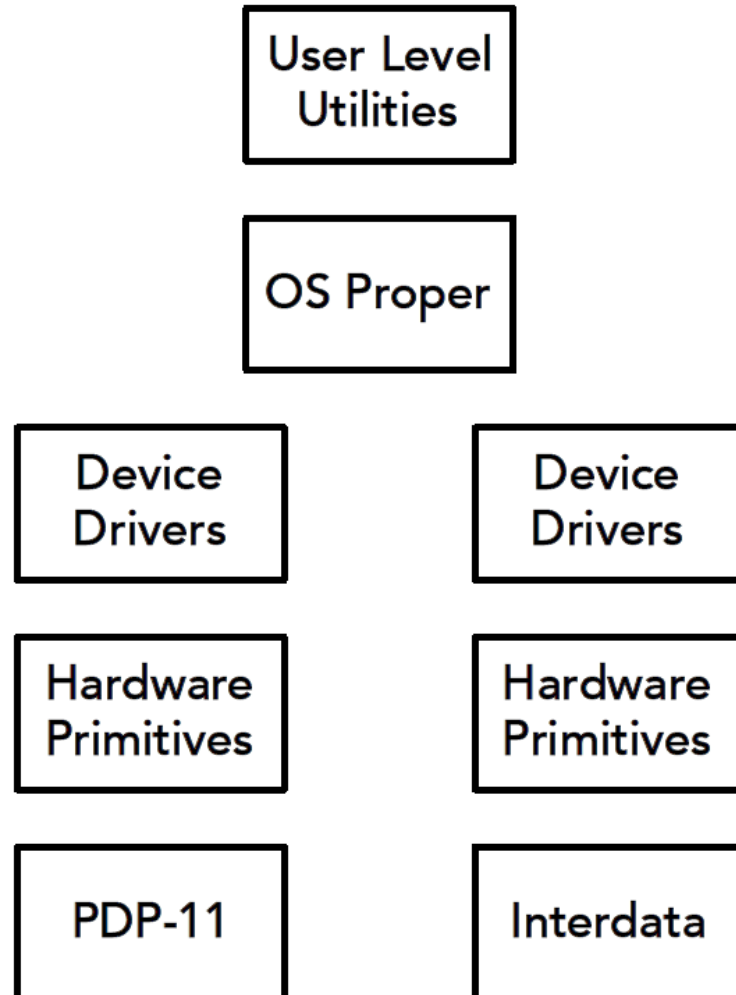 User Level
Utilities
OS Proper
Device
Drivers
Device
Drivers
Hardware
Primitives
Hardware
Primitives
PDP-11
Interdata